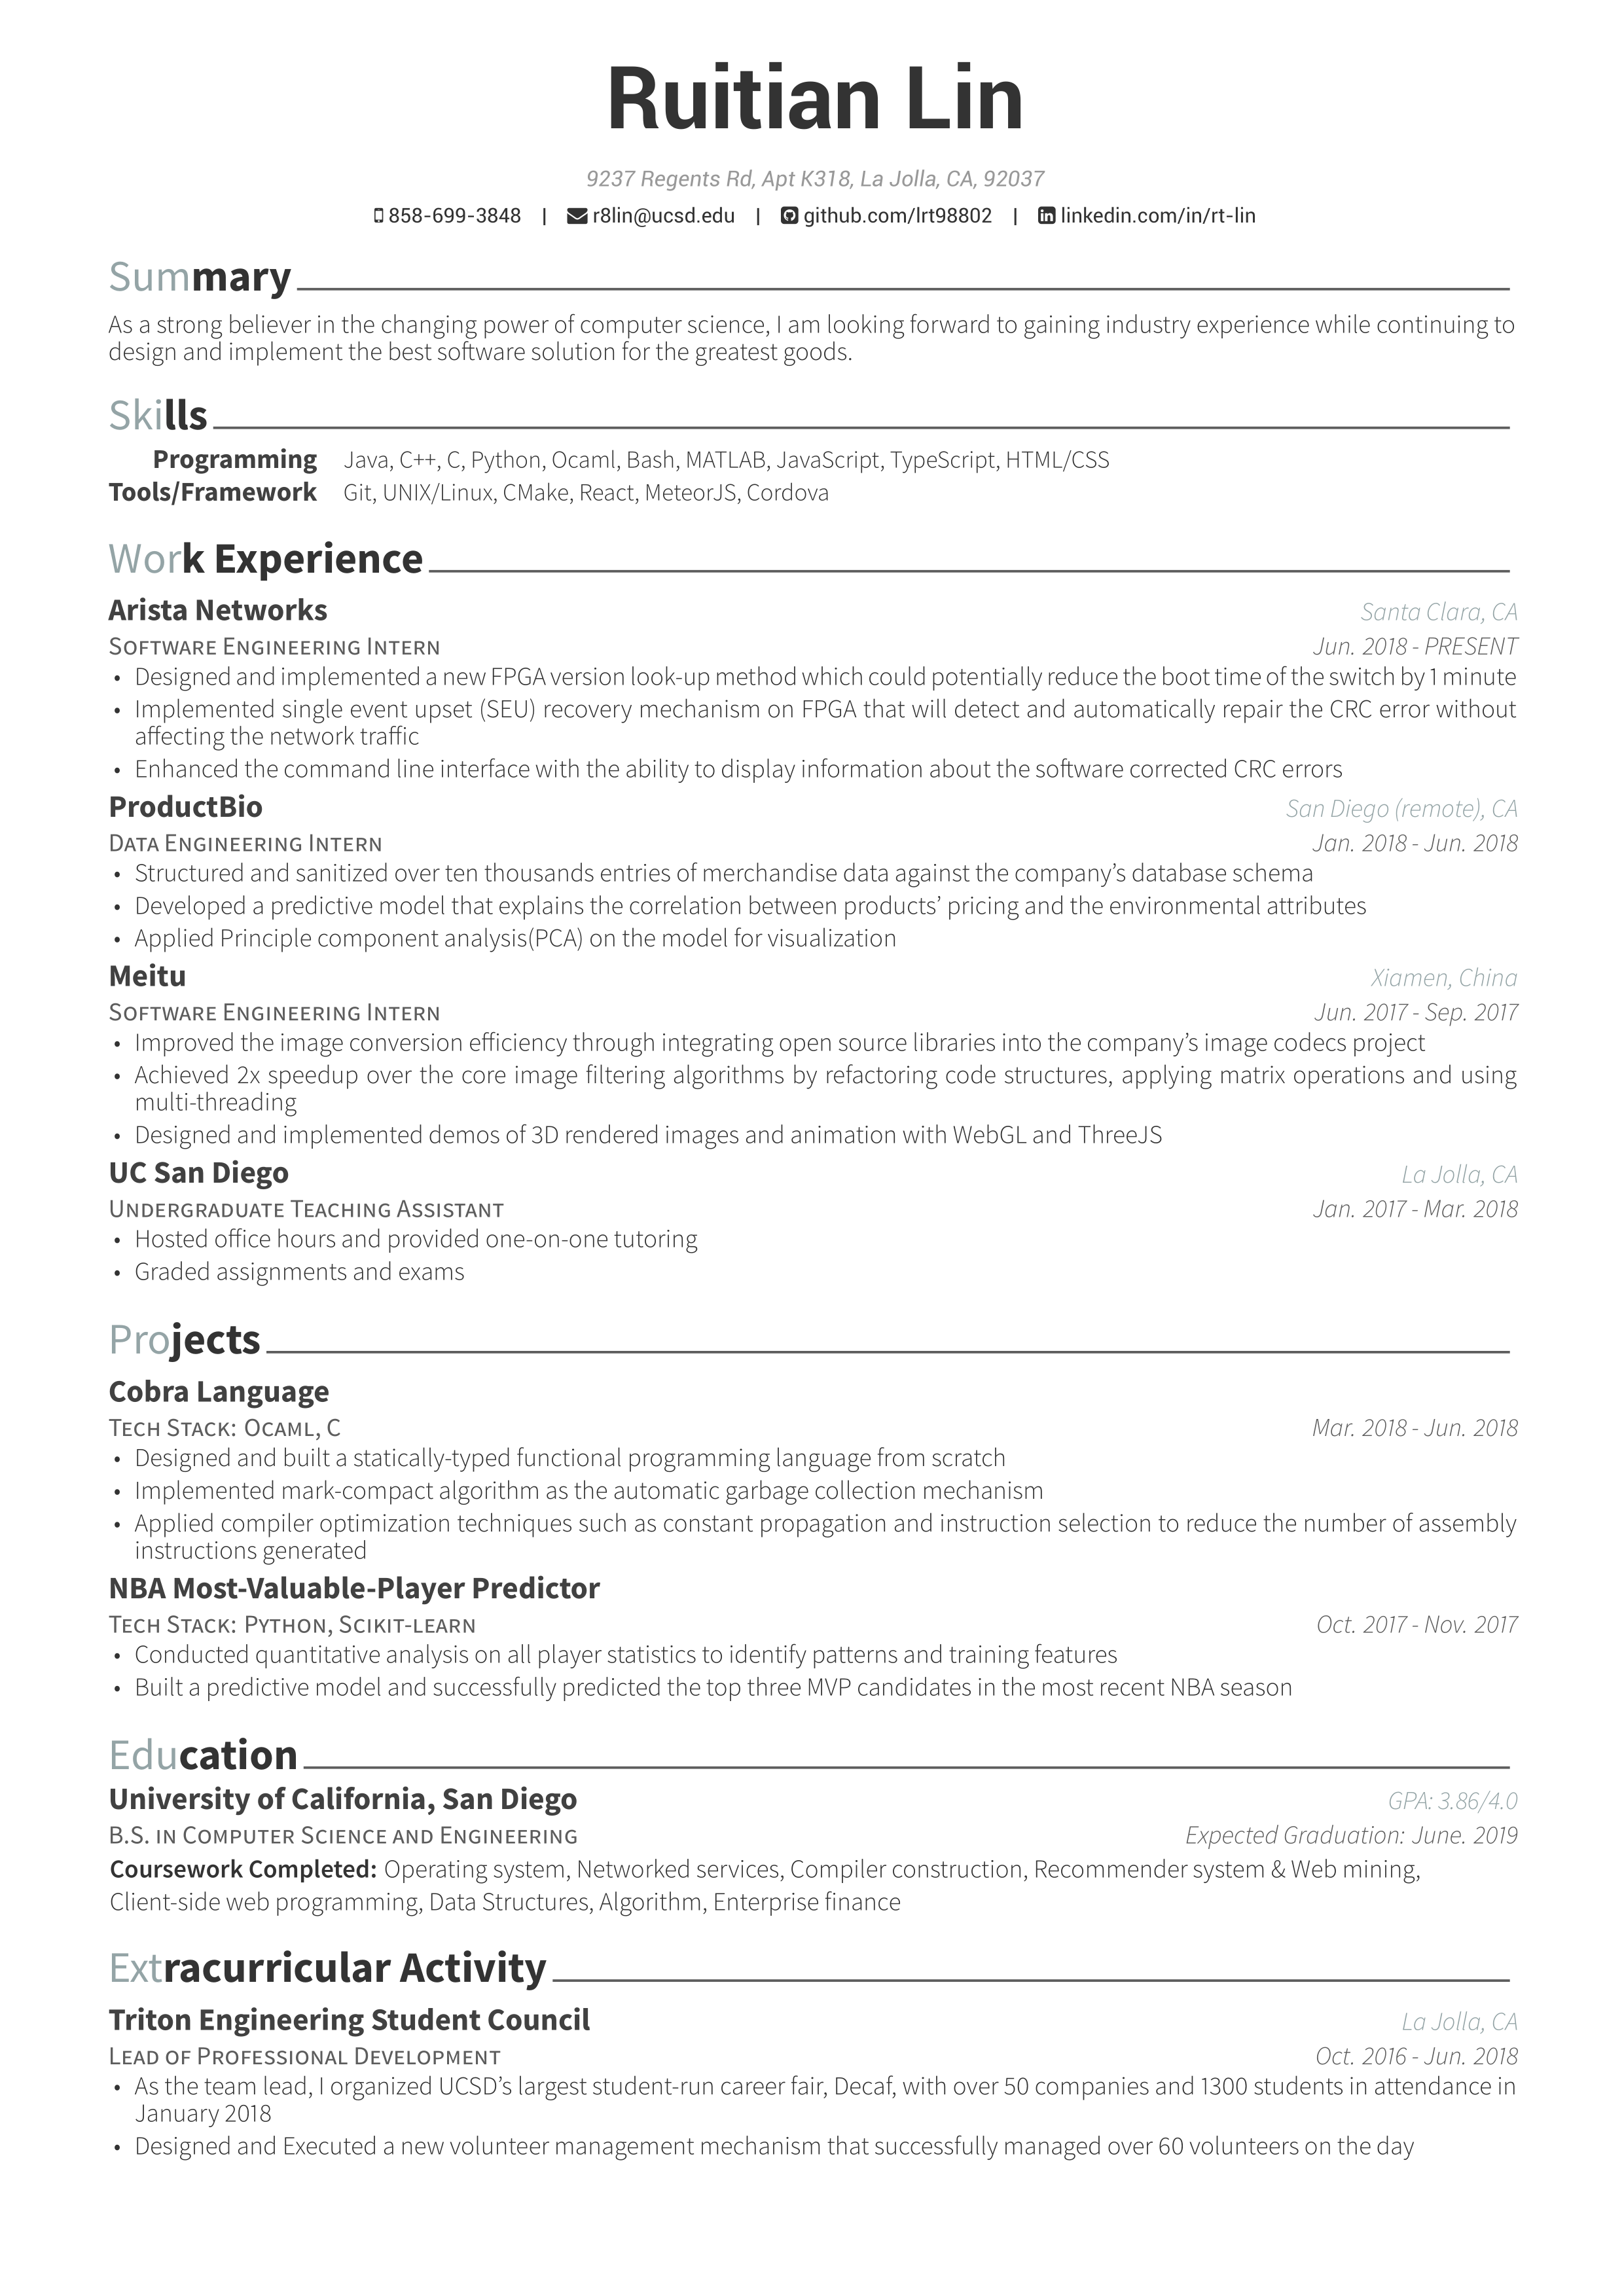 Ruitian Lin
9237 Regents Rd, Apt K318, La Jolla, CA, 92037
858-699-3848 | r8lin@ucsd.edu | github.com/lrt98802 | linkedin.com/in/rt-lin
Summary
As a strong believer in the changing power of computer science, I am looking forward to gaining industry experience while continuing to
design and implement the best software solution for the greatest goods.
Skills
Programming Java, C++, C, Python, Ocaml, Bash, MATLAB, JavaScript, TypeScript, HTML/CSS
Tools/Framework Git, UNIX/Linux, CMake, React, MeteorJS, Cordova
Work Experience
Arista Networks Santa Clara, CA
Software Engineering Intern Jun. 2018 - PRESENT
• Designed and implemented a new FPGA version look-up method which could potentially reduce the boot time of the switch by 1 minute
• Implemented single event upset (SEU) recovery mechanism on FPGA that will detect and automatically repair the CRC error without
affecting the network traffic
• Enhanced the command line interface with the ability to display information about the software corrected CRC errors
ProductBio San Diego (remote), CA
Data Engineering Intern Jan. 2018 - Jun. 2018
• Structured and sanitized over ten thousands entries of merchandise data against the company's database schema
• Developed a predictive model that explains the correlation between products' pricing and the environmental attributes
• Applied Principle component analysis(PCA) on the model for visualization
Meitu Xiamen, China
Software Engineering Intern Jun. 2017 - Sep. 2017
• Improved the image conversion efficiency through integrating open source libraries into the company's image codecs project
• Achieved 2x speedup over the core image filtering algorithms by refactoring code structures, applying matrix operations and using
multi-threading
• Designed and implemented demos of 3D rendered images and animation with WebGL and ThreeJS
UC San Diego La Jolla, CA
Undergraduate Teaching Assistant Jan. 2017 - Mar. 2018
• Hosted office hours and provided one-on-one tutoring
• Graded assignments and exams
Projects
Cobra Language
Tech Stack: Ocaml, C Mar. 2018 - Jun. 2018
• Designed and built a statically-typed functional programming language from scratch
• Implemented mark-compact algorithm as the automatic garbage collection mechanism
• Applied compiler optimization techniques such as constant propagation and instruction selection to reduce the number of assembly
instructions generated
NBA Most-Valuable-Player Predictor
Tech Stack: Python, Scikit-learn Oct. 2017 - Nov. 2017
• Conducted quantitative analysis on all player statistics to identify patterns and training features
• Built a predictive model and successfully predicted the top three MVP candidates in the most recent NBA season
Education
University of California, San Diego GPA: 3.86/4.0
B.S. in Computer Science and Engineering Expected Graduation: June. 2019
Coursework Completed: Operating system, Networked services, Compiler construction, Recommender system & Web mining,
Client-side web programming, Data Structures, Algorithm, Enterprise finance
Extracurricular Activity
Triton Engineering Student Council La Jolla, CA
Lead of Professional Development Oct. 2016 - Jun. 2018
• As the team lead, I organized UCSD's largest student-run career fair, Decaf, with over 50 companies and 1300 students in attendance in
January 2018
• Designed and Executed a new volunteer management mechanism that successfully managed over 60 volunteers on the day